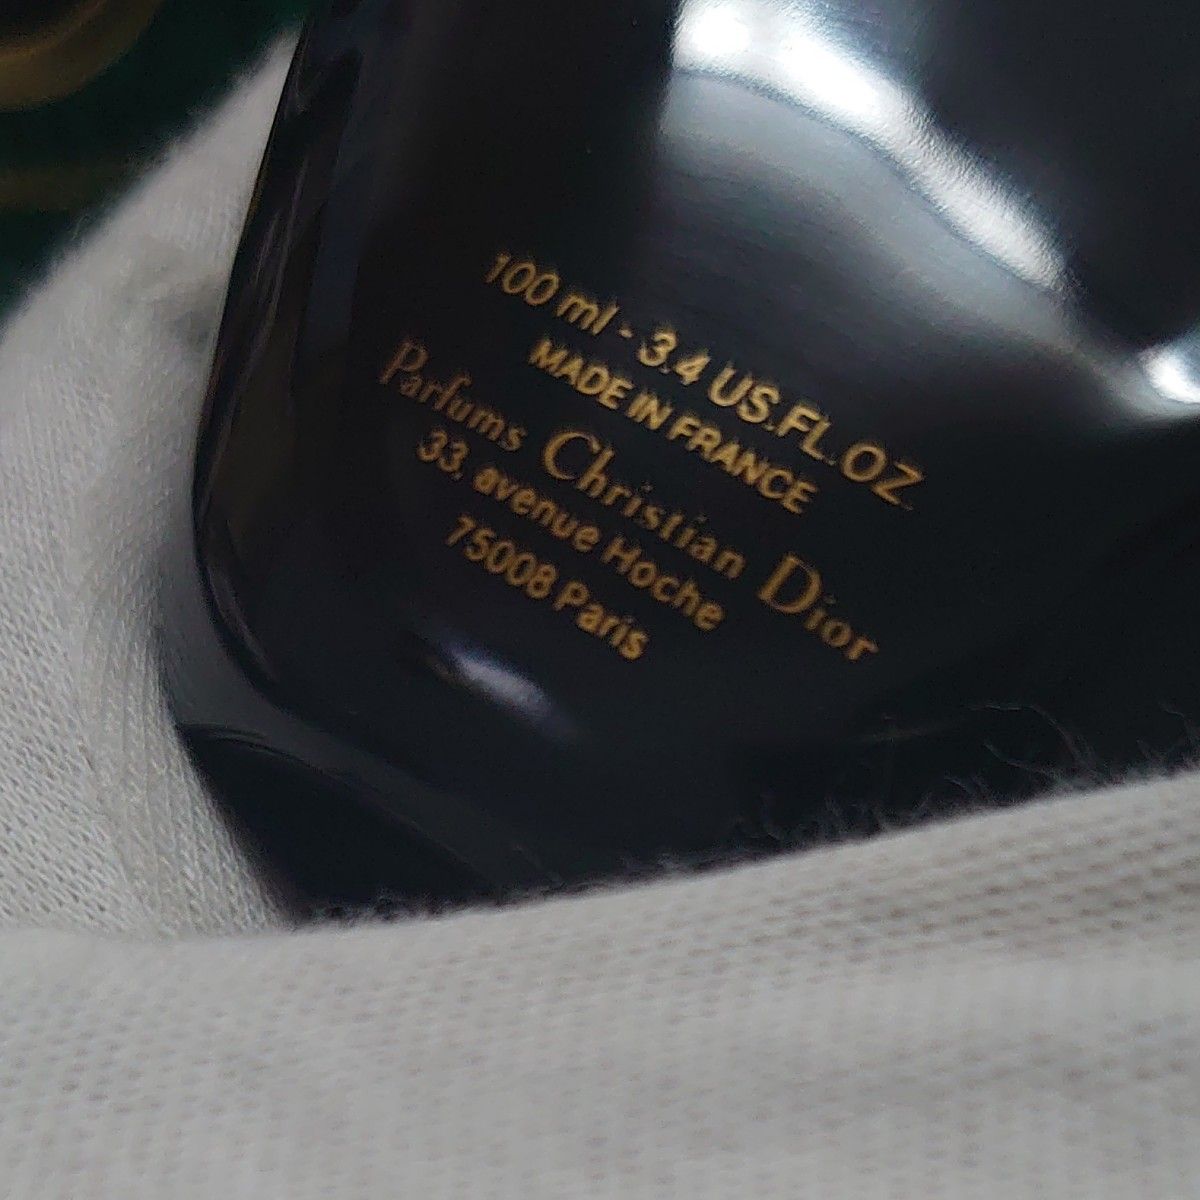 100 ml - 3.4 US.FL.OZ.
MADE IN FRANCE
Parfums Christian Dior
33, avenue Hoche
75008 Paris